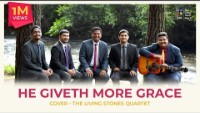 1M
VIEWS
HE GIVETH MORE GRACE
COVER - THE LIVING STONES QUARTET